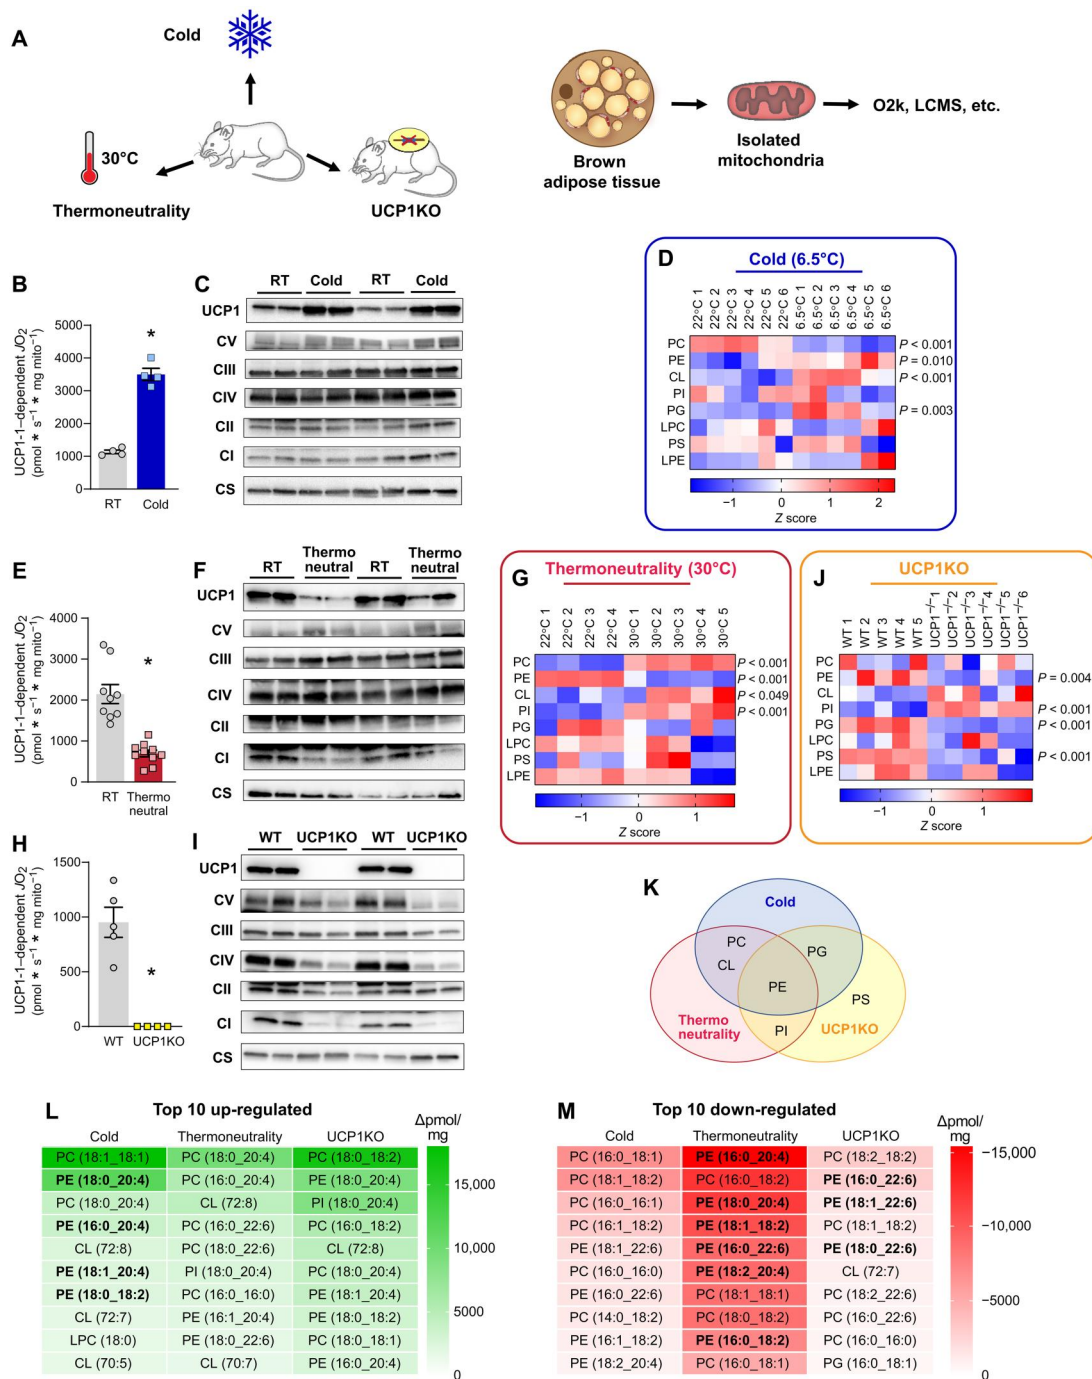 A
Cold
30°C
Thermoneutrality
UCP1KO
Brown
adipose tissue
Isolated
mitochondria
O2k, LCMS, etc.
B
UCP1-1–dependent JO2
(pmol * s−1 * mg mito−1)
5000
4000
3000
2000
1000
0
*
RT
Cold
C
RT Cold RT Cold
UCP1
CV
CIII
CIV
CII
CI
CS
D
Cold (6.5°C)
22°C 1
22°C 2
22°C 3
22°C 4
22°C 5
22°C 6
6.5°C 1
6.5°C 2
6.5°C 3
6.5°C 4
6.5°C 5
6.5°C 6
PC P < 0.001
PE P = 0.010
CL P < 0.001
PI
PG P = 0.003
LPC
PS
LPE
−1 0 1 2
Z score
E
UCP1-1–dependent JO2
(pmol * s−1 * mg mito−1)
4000
3000
2000
1000
0
*
RT
Thermo
neutral
F
RT Thermo
neutral RT Thermo
neutral
UCP1
CV
CIII
CIV
CII
CI
CS
G
Thermoneutrality (30°C)
22°C 1
22°C 2
22°C 3
22°C 4
30°C 1
30°C 2
30°C 3
30°C 4
30°C 5
PC P < 0.001
PE P < 0.001
CL P < 0.049
PI P < 0.001
PG
LPC
PS
LPE
−1 0 1
Z score
J
UCP1KO
WT 1
WT 2
WT 3
WT 4
WT 5
UCP1−/−1
UCP1−/−2
UCP1−/−3
UCP1−/−4
UCP1−/−5
UCP1−/−6
PC
PE P = 0.004
CL
PI P < 0.001
PG P < 0.001
LPC
PS P < 0.001
LPE
−1 0 1
Z score
H
UCP1-1–dependent JO2
(pmol * s−1 * mg mito−1)
1500
1000
500
0
*
WT
UCP1KO
I
WT UCP1KO WT UCP1KO
UCP1
CV
CIII
CIV
CII
CI
CS
K
Cold
PC
CL
PG
PE
PS
PI
Thermo
neutrality
UCP1KO
L
Top 10 up-regulated
Δpmol/
mg
Cold Thermoneutrality UCP1KO
PC (18:1_18:1) PC (18:0_20:4) PC (18:0_18:2)
PE (18:0_20:4) PC (16:0_20:4) PE (18:0_20:4)
PC (18:0_20:4) CL (72:8) PI (18:0_20:4)
PE (16:0_20:4) PC (16:0_22:6) PC (16:0_18:2)
CL (72:8) PC (18:0_22:6) CL (72:8)
PE (18:1_20:4) PI (18:0_20:4) PC (18:0_20:4)
PE (18:0_18:2) PC (16:0_16:0) PE (18:1_20:4)
CL (72:7) PE (16:1_20:4) PE (18:0_18:2)
LPC (18:0) PE (18:0_22:6) PC (18:0_18:1)
CL (70:5) CL (70:7) PE (16:0_20:4)
15,000
10,000
5000
0
M
Top 10 down-regulated
Δpmol/
mg
Cold Thermoneutrality UCP1KO
PC (16:0_18:1) PE (16:0_20:4) PC (18:2_18:2)
PC (18:1_18:2) PC (16:0_18:2) PE (16:0_22:6)
PC (16:0_16:1) PE (18:0_20:4) PE (18:1_22:6)
PC (16:1_18:2) PE (18:1_18:2) PC (18:1_18:2)
PE (18:1_22:6) PE (16:0_22:6) PE (18:0_22:6)
PC (16:0_16:0) PE (18:2_20:4) CL (72:7)
PE (16:0_22:6) PC (18:1_18:1) PC (18:2_22:6)
PC (14:0_18:2) PC (18:0_18:2) PC (16:0_22:6)
PE (16:1_18:2) PE (16:0_18:2) PC (16:0_16:0)
PE (18:2_20:4) PC (16:0_18:1) PG (16:0_18:1)
−15,000
−10,000
−5000
0